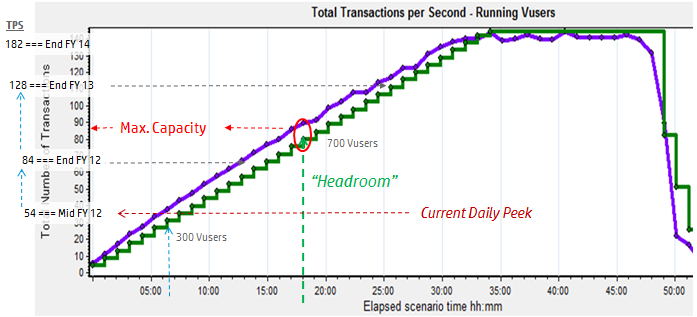 Total Transactions per Second - Running Vusers
TPS
182 === End FY 14
128 === End FY 13
120
110
100
90
Max. Capacity
80
700 Vusers
70
84 === End FY 12
60
"Headroom"
50
54 === Mid FY 12
Current Daily Peek
30
300 Vusers
20
10
0
05:00
10:00
15:00
20:00
25:00
30:00
35:00
40:00
45:00
50:00
Elapsed scenario time hh:mm
Number of Transactions